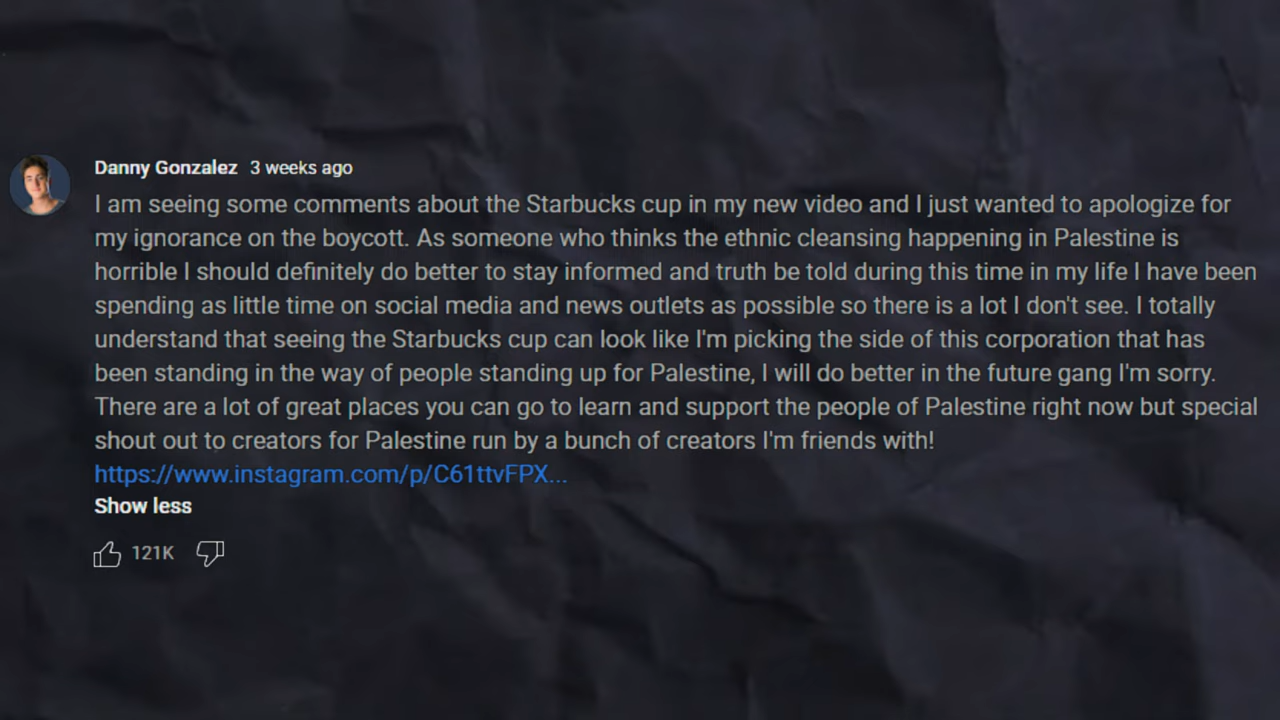 Danny Gonzalez 3 weeks ago
I am seeing some comments about the Starbucks cup in my new video and I just wanted to apologize for
my ignorance on the boycott. As someone who thinks the ethnic cleansing happening in Palestine is
horrible I should definitely do better to stay informed and truth be told during this time in my life I have been
spending as little time on social media and news outlets as possible so there is a lot I don't see. I totally
understand that seeing the Starbucks cup can look like I'm picking the side of this corporation that has
been standing in the way of people standing up for Palestine, I will do better in the future gang I'm sorry.
There are a lot of great places you can go to learn and support the people of Palestine right now but special
shout out to creators for Palestine run by a bunch of creators I'm friends with!
https://www.instagram.com/p/C61ttvFPX...
Show less
121K